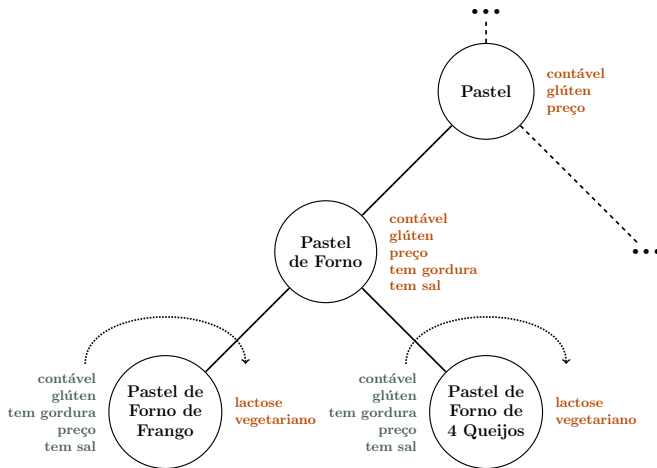 ...
Pastel
contável
glúten
preço
...
Pastel
de Forno
contável
glúten
preço
tem gordura
tem sal
contável
glúten
tem gordura
preço
tem sal
Pastel de
Forno de
Frango
lactose
vegetariano
contável
glúten
tem gordura
preço
tem sal
Pastel de
Forno de
4 Queijos
lactose
vegetariano